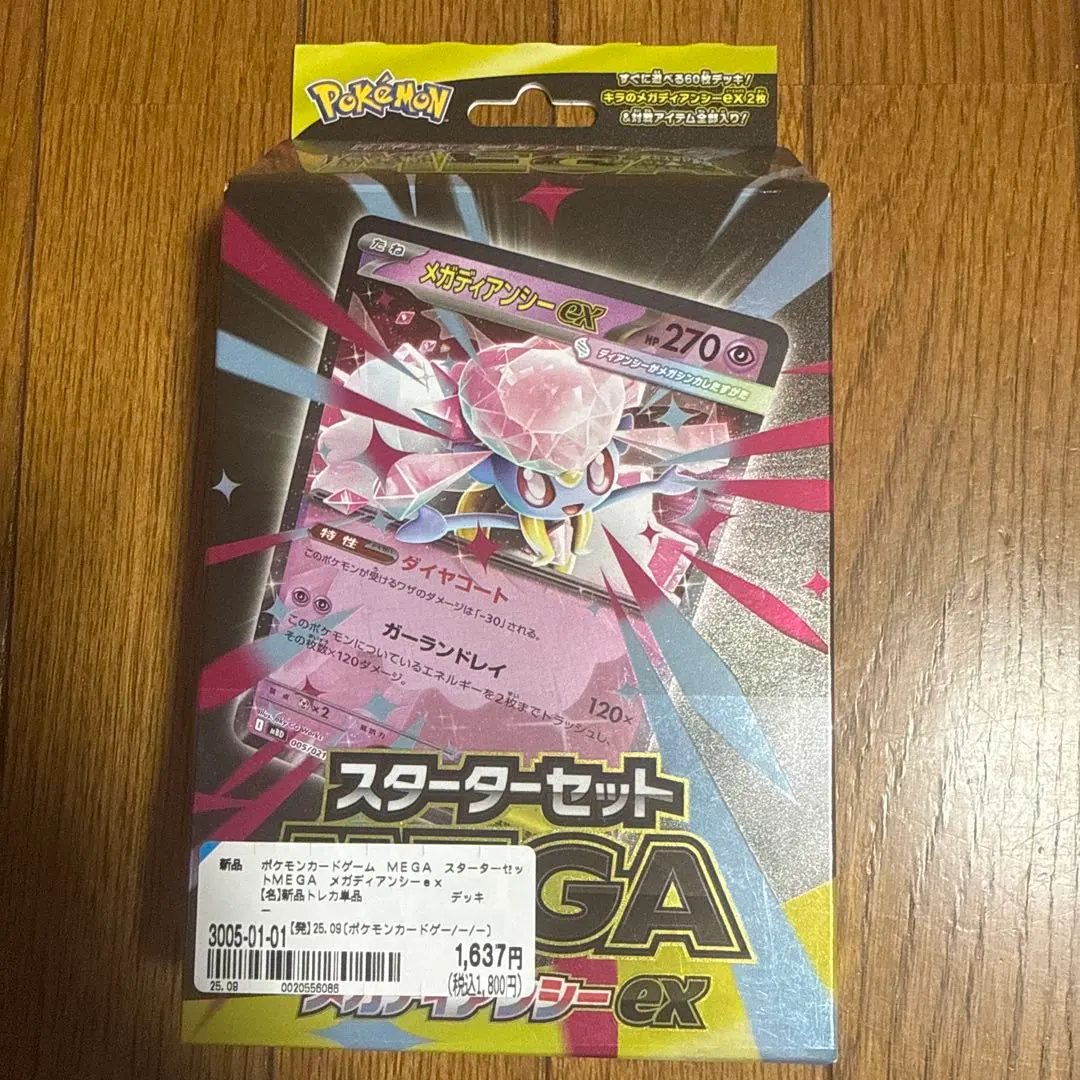 POKÉMON
すぐに遊べる60枚デッキ!
キラのメガディアンシーex2枚
&対戦アイテム全部入り!
たね
メガディアンシーex
HP270
ディアンシーがメガシンカしたすがた
特性
ダイヤコート
このポケモンが受けるワザのダメージは「-30」される。
ガーランドレイ
120×
このポケモンについているエネルギーを2枚までトラッシュし、
その枚数×120ダメージ。
弱点
×2
抵抗力
MBD
005/021
スターターセット
MEGA
メガディアンシーex
新品
ポケモンカードゲーム MEGA スターターセッ
トMEGA メガディアンシーex
【名】新品トレカ単品
デッキ
3005-01-01
【発】25.09(ポケモンカードゲー/ー/ー)
1,637円
(税込1,800円)
25.09
0020556086